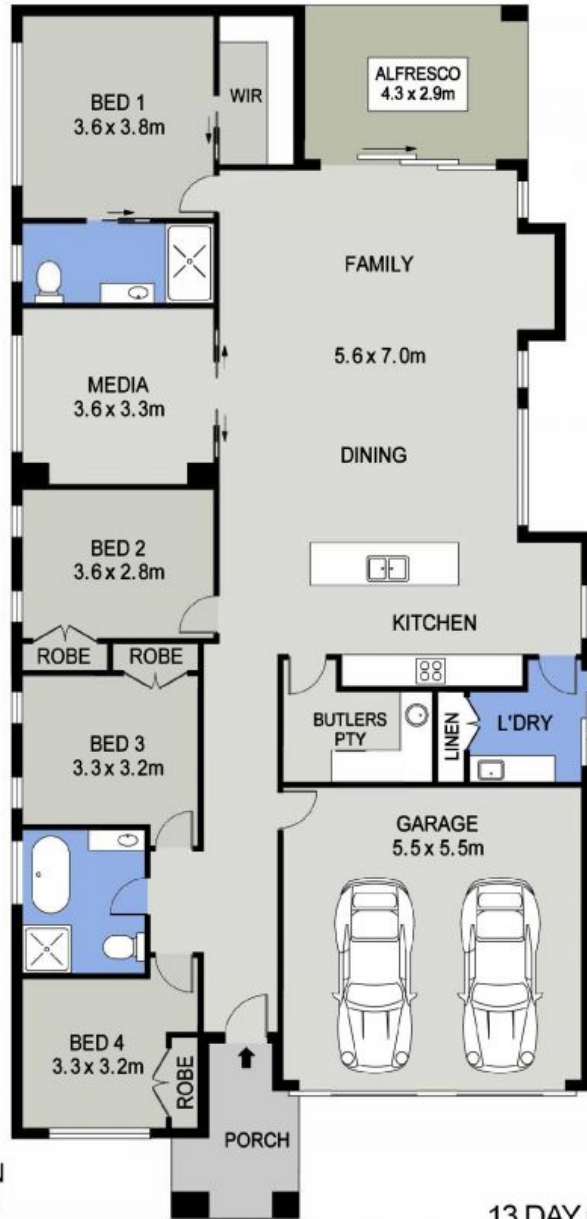 BED 1
3.6 x 3.8m
WIR
ALFRESCO
4.3 x 2.9m
FAMILY
5.6 x 7.0m
MEDIA
3.6 x 3.3m
DINING
BED 2
3.6 x 2.8m
KITCHEN
ROBE
ROBE
BUTLERS
PTY
LINEN
L'DRY
BED 3
3.3 x 3.2m
GARAGE
5.5 x 5.5m
BED 4
3.3 x 3.2m
ROBE
PORCH
N
13 DAY